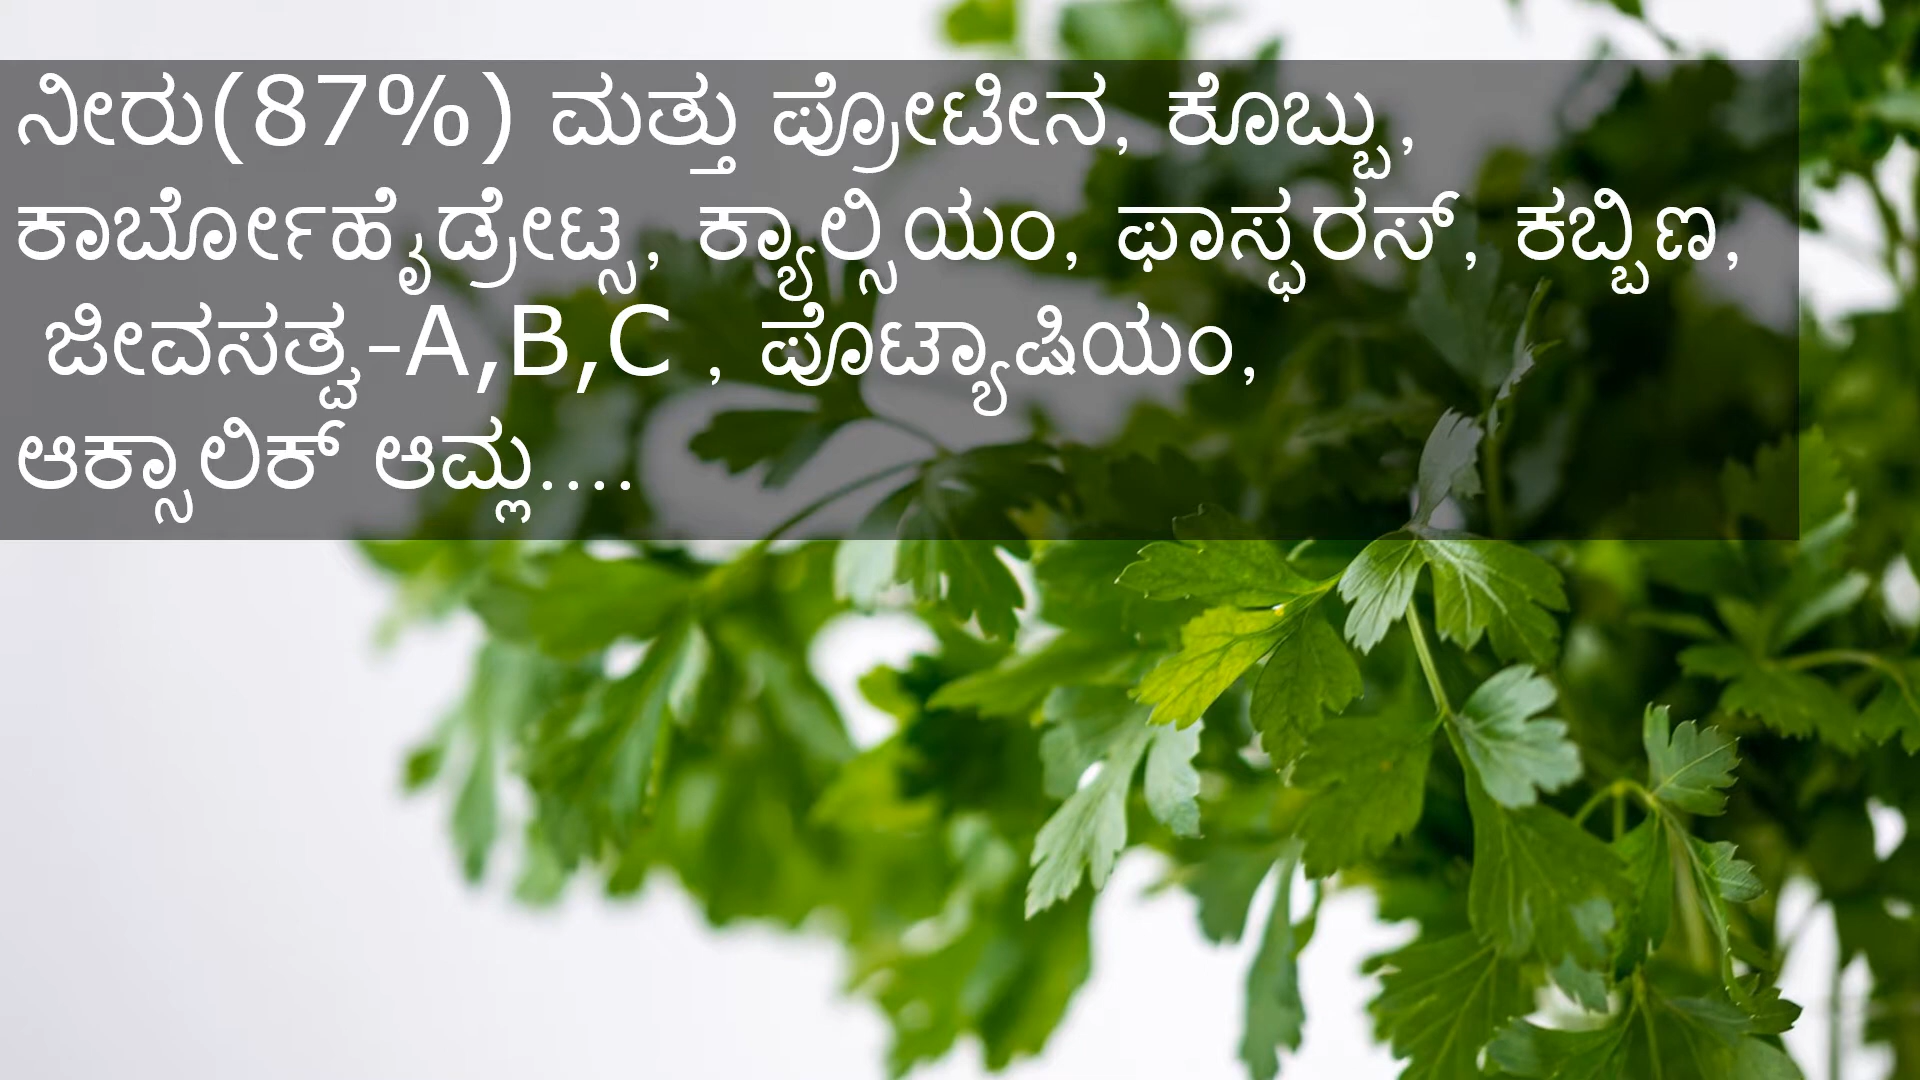 ನೀರು(87%) ಮತ್ತು ಪ್ರೋಟೀನ, ಕೊಬ್ಬು,
ಕಾರ್ಬೋಹೈಡ್ರೇಟ್ಸ, ಕ್ಯಾಲ್ಸಿಯಂ, ಫಾಸ್ಫರಸ್, ಕಬ್ಬಿಣ,
ಜೀವಸತ್ವ-A,B,C , ಪೊಟ್ಯಾಷಿಯಂ,
ಆಕ್ಸಾಲಿಕ್ ಆಮ್ಲ....